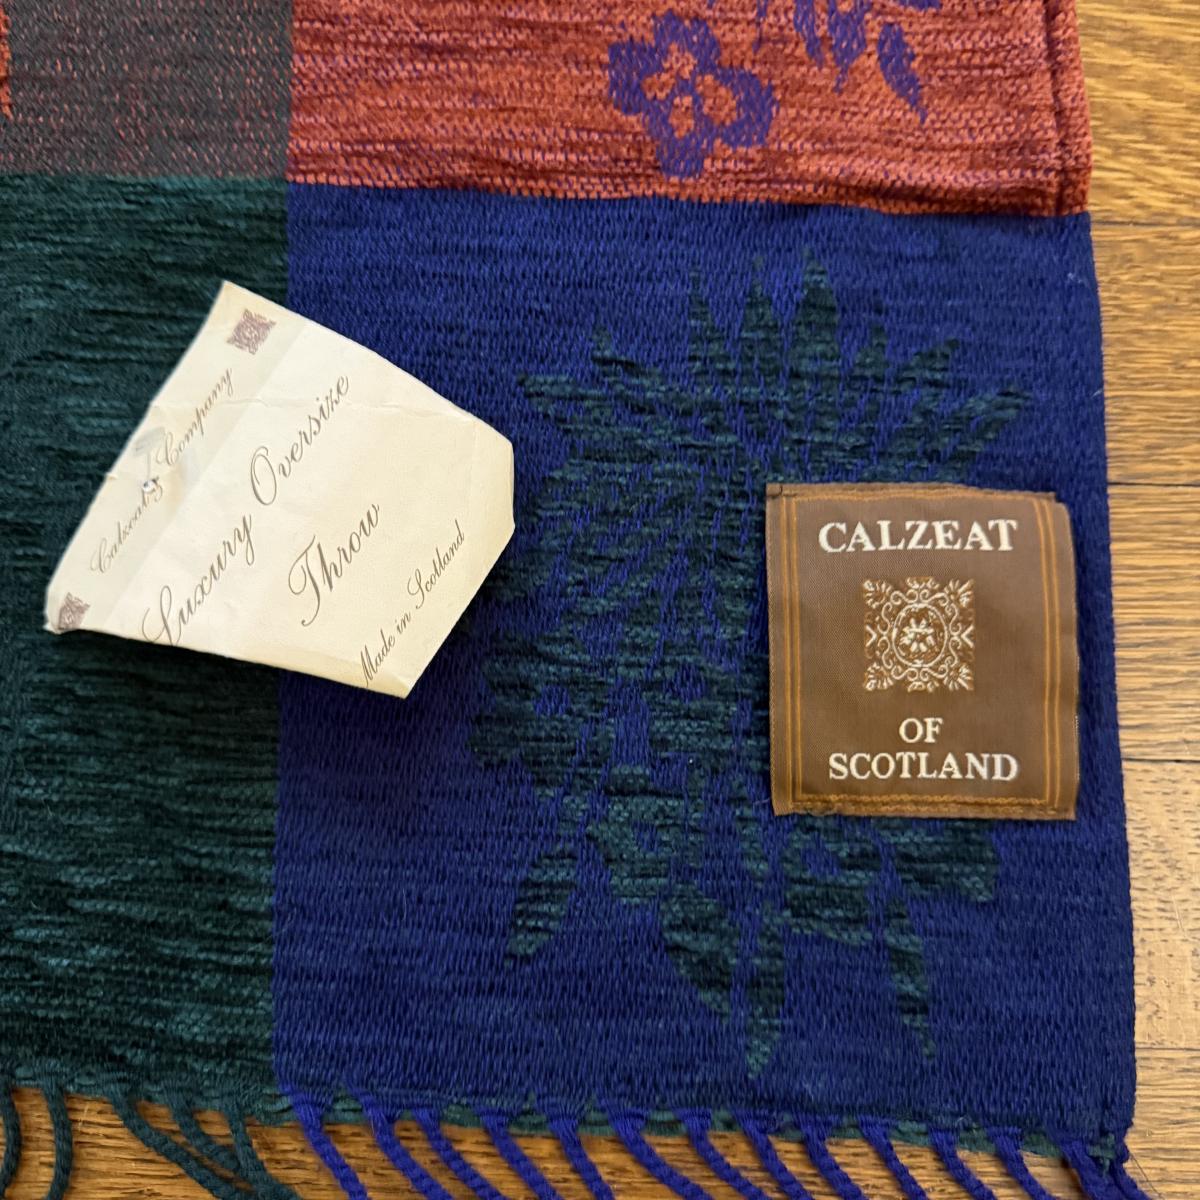 Calzeat & Company
Luxury Oversize
Throw
Made in Scotland
CALZEAT
OF
SCOTLAND